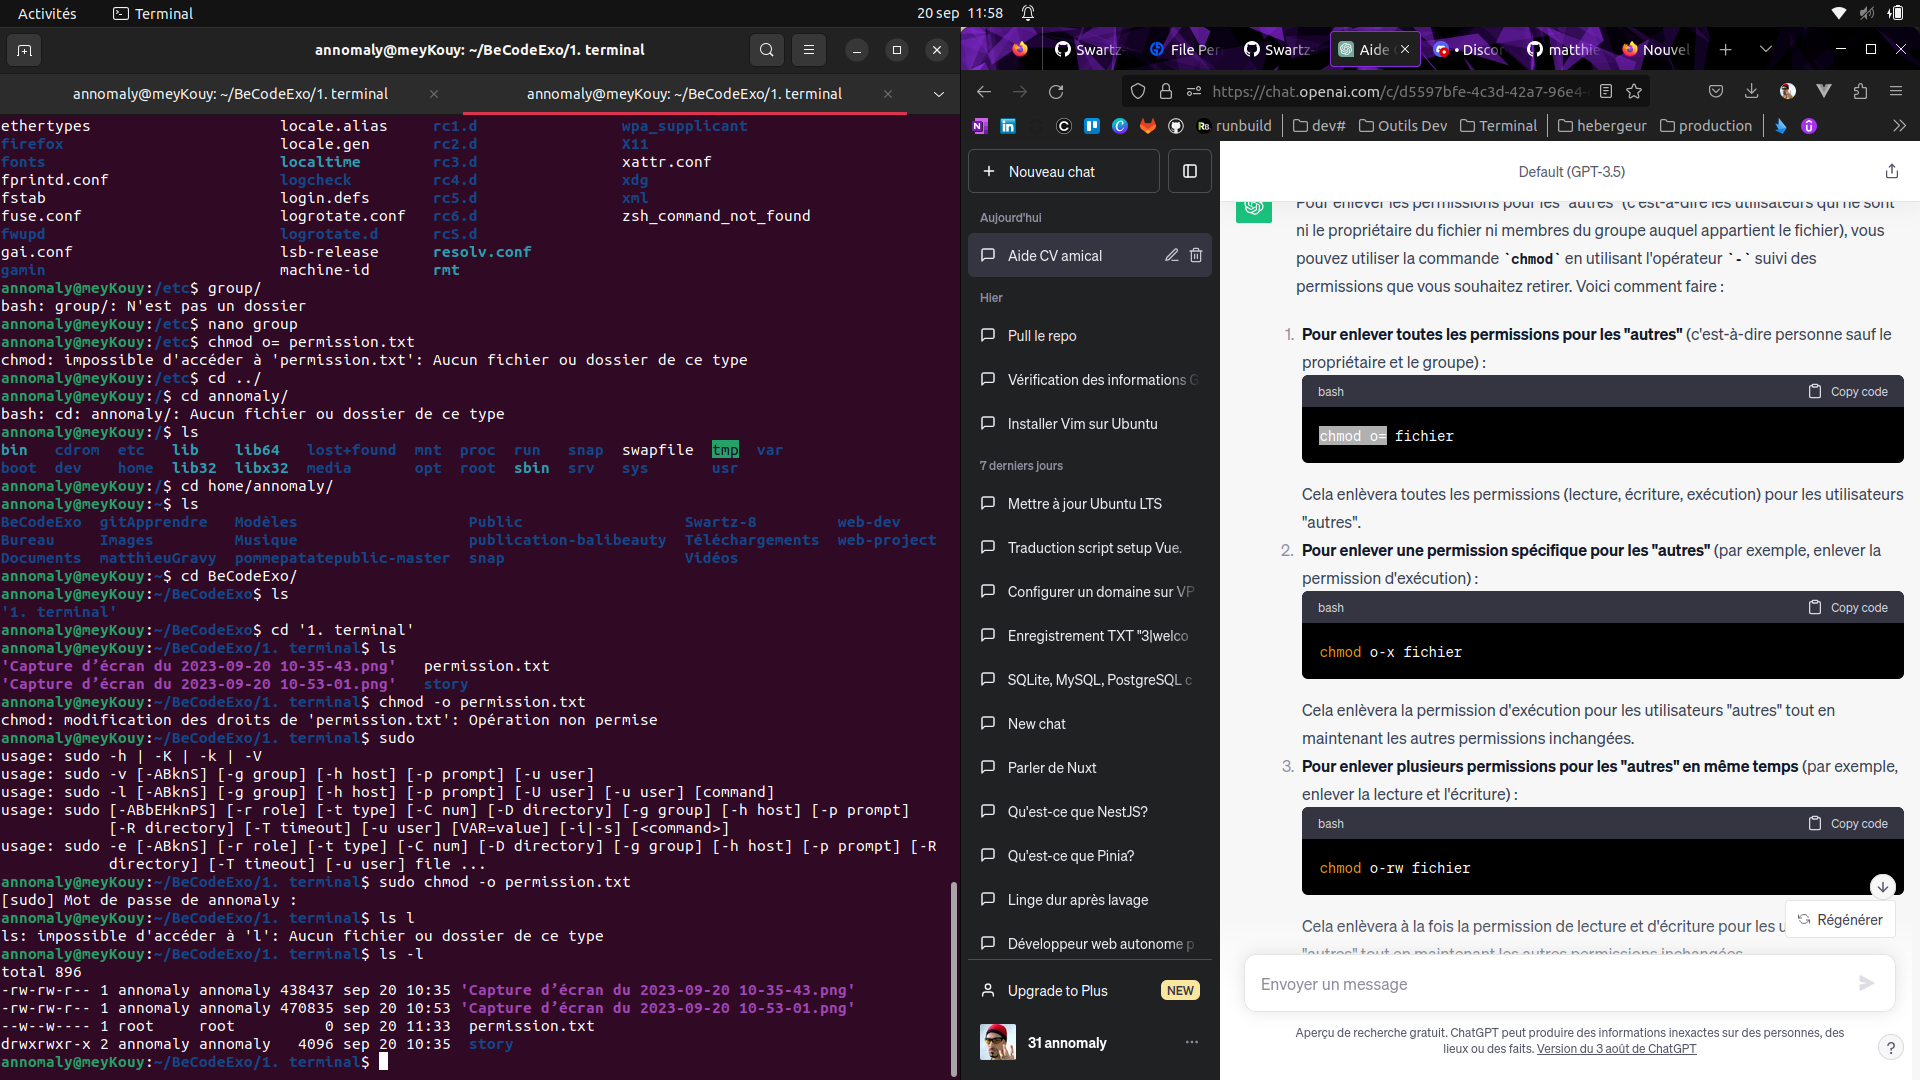 Activités
Terminal
20 sep 11:58
annomaly@meyKouy: ~/BeCodeExo/1. terminal
annomaly@meyKouy: ~/BeCodeExo/1. terminal
annomaly@meyKouy: ~/BeCodeExo/1. terminal
ethertypes locale.alias rc1.d wpa_supplicant
firefox locale.gen rc2.d X11
fonts localtime rc3.d xattr.conf
fprintd.conf logcheck rc4.d xdg
fstab login.defs rc5.d xml
fuse.conf logrotate.conf rc6.d zsh_command_not_found
fwupd logrotate.d rcS.d
gai.conf lsb-release resolv.conf
gamin machine-id rmt
annomaly@meyKouy:/etc$ group/
bash: group/: N'est pas un dossier
annomaly@meyKouy:/etc$ nano group
annomaly@meyKouy:/etc$ chmod o= permission.txt
chmod: impossible d'accéder à 'permission.txt': Aucun fichier ou dossier de ce type
annomaly@meyKouy:/etc$ cd ../
annomaly@meyKouy:/$ cd annomaly/
bash: cd: annomaly/: Aucun fichier ou dossier de ce type
annomaly@meyKouy:/$ ls
bin cdrom etc lib lib64 lost+found mnt proc run snap swapfile tmp var
boot dev home lib32 libx32 media opt root sbin srv sys usr
annomaly@meyKouy:/$ cd home/annomaly/
annomaly@meyKouy:~$ ls
BeCodeExo gitApprendre Modèles Public Swartz-8 web-dev
Bureau Images Musique publication-balibeauty Téléchargements web-project
Documents matthieuGravy pommepatatepublic-master snap Vidéos
annomaly@meyKouy:~$ cd BeCodeExo/
annomaly@meyKouy:~/BeCodeExo$ ls
'1. terminal'
annomaly@meyKouy:~/BeCodeExo$ cd '1. terminal'
annomaly@meyKouy:~/BeCodeExo/1. terminal$ ls
'Capture d’écran du 2023-09-20 10-35-43.png' permission.txt
'Capture d’écran du 2023-09-20 10-53-01.png' story
annomaly@meyKouy:~/BeCodeExo/1. terminal$ chmod -o permission.txt
chmod: modification des droits de 'permission.txt': Opération non permise
annomaly@meyKouy:~/BeCodeExo/1. terminal$ sudo
usage: sudo -h | -K | -k | -V
usage: sudo -v [-ABknS] [-g group] [-h host] [-p prompt] [-u user]
usage: sudo -l [-ABknS] [-g group] [-h host] [-p prompt] [-U user] [-u user] [command]
usage: sudo [-ABbEHknPS] [-r role] [-t type] [-C num] [-D directory] [-g group] [-h host] [-p prompt]
[-R directory] [-T timeout] [-u user] [VAR=value] [-i|-s] [<command>]
usage: sudo -e [-ABknS] [-r role] [-t type] [-C num] [-D directory] [-g group] [-h host] [-p prompt] [-R
directory] [-T timeout] [-u user] file ...
annomaly@meyKouy:~/BeCodeExo/1. terminal$ sudo chmod -o permission.txt
[sudo] Mot de passe de annomaly :
annomaly@meyKouy:~/BeCodeExo/1. terminal$ ls l
ls: impossible d'accéder à 'l': Aucun fichier ou dossier de ce type
annomaly@meyKouy:~/BeCodeExo/1. terminal$ ls -l
total 896
-rw-rw-r-- 1 annomaly annomaly 438437 sep 20 10:35 'Capture d’écran du 2023-09-20 10-35-43.png'
-rw-rw-r-- 1 annomaly annomaly 470835 sep 20 10:53 'Capture d’écran du 2023-09-20 10-53-01.png'
--w--w---- 1 root root 0 sep 20 11:33 permission.txt
drwxrwxr-x 2 annomaly annomaly 4096 sep 20 10:35 story
annomaly@meyKouy:~/BeCodeExo/1. terminal$
Swartz- File Per Swartz- Aide • Discor matthie Nouvel
https://chat.openai.com/c/d5597bfe-4c3d-42a7-96e4-
runbuild dev# Outils Dev Terminal hebergeur production
Nouveau chat
Aujourd'hui
Aide CV amical
Hier
Pull le repo
Vérification des informations G
Installer Vim sur Ubuntu
7 derniers jours
Mettre à jour Ubuntu LTS
Traduction script setup Vue.
Configurer un domaine sur VP
Enregistrement TXT "3|welco
SQLite, MySQL, PostgreSQL c
New chat
Parler de Nuxt
Qu'est-ce que NestJS?
Qu'est-ce que Pinia?
Linge dur après lavage
Développeur web autonome p
Upgrade to Plus NEW
31 annomaly
Default (GPT-3.5)
Pour enlever les permissions pour les "autres" (c'est-à-dire les utilisateurs qui ne sont
ni le propriétaire du fichier ni membres du groupe auquel appartient le fichier), vous
pouvez utiliser la commande `chmod` en utilisant l'opérateur `-` suivi des
permissions que vous souhaitez retirer. Voici comment faire :
1. Pour enlever toutes les permissions pour les "autres" (c'est-à-dire personne sauf le
propriétaire et le groupe) :
bash Copy code
chmod o= fichier
Cela enlèvera toutes les permissions (lecture, écriture, exécution) pour les utilisateurs
"autres".
2. Pour enlever une permission spécifique pour les "autres" (par exemple, enlever la
permission d'exécution) :
bash Copy code
chmod o-x fichier
Cela enlèvera la permission d'exécution pour les utilisateurs "autres" tout en
maintenant les autres permissions inchangées.
3. Pour enlever plusieurs permissions pour les "autres" en même temps (par exemple,
enlever la lecture et l'écriture) :
bash Copy code
chmod o-rw fichier
Cela enlèvera à la fois la permission de lecture et d'écriture pour les u
"autres" tout en maintenant les autres permissions inchangées.
Régénérer
Envoyer un message
Aperçu de recherche gratuit. ChatGPT peut produire des informations inexactes sur des personnes, des
lieux ou des faits. Version du 3 août de ChatGPT
?